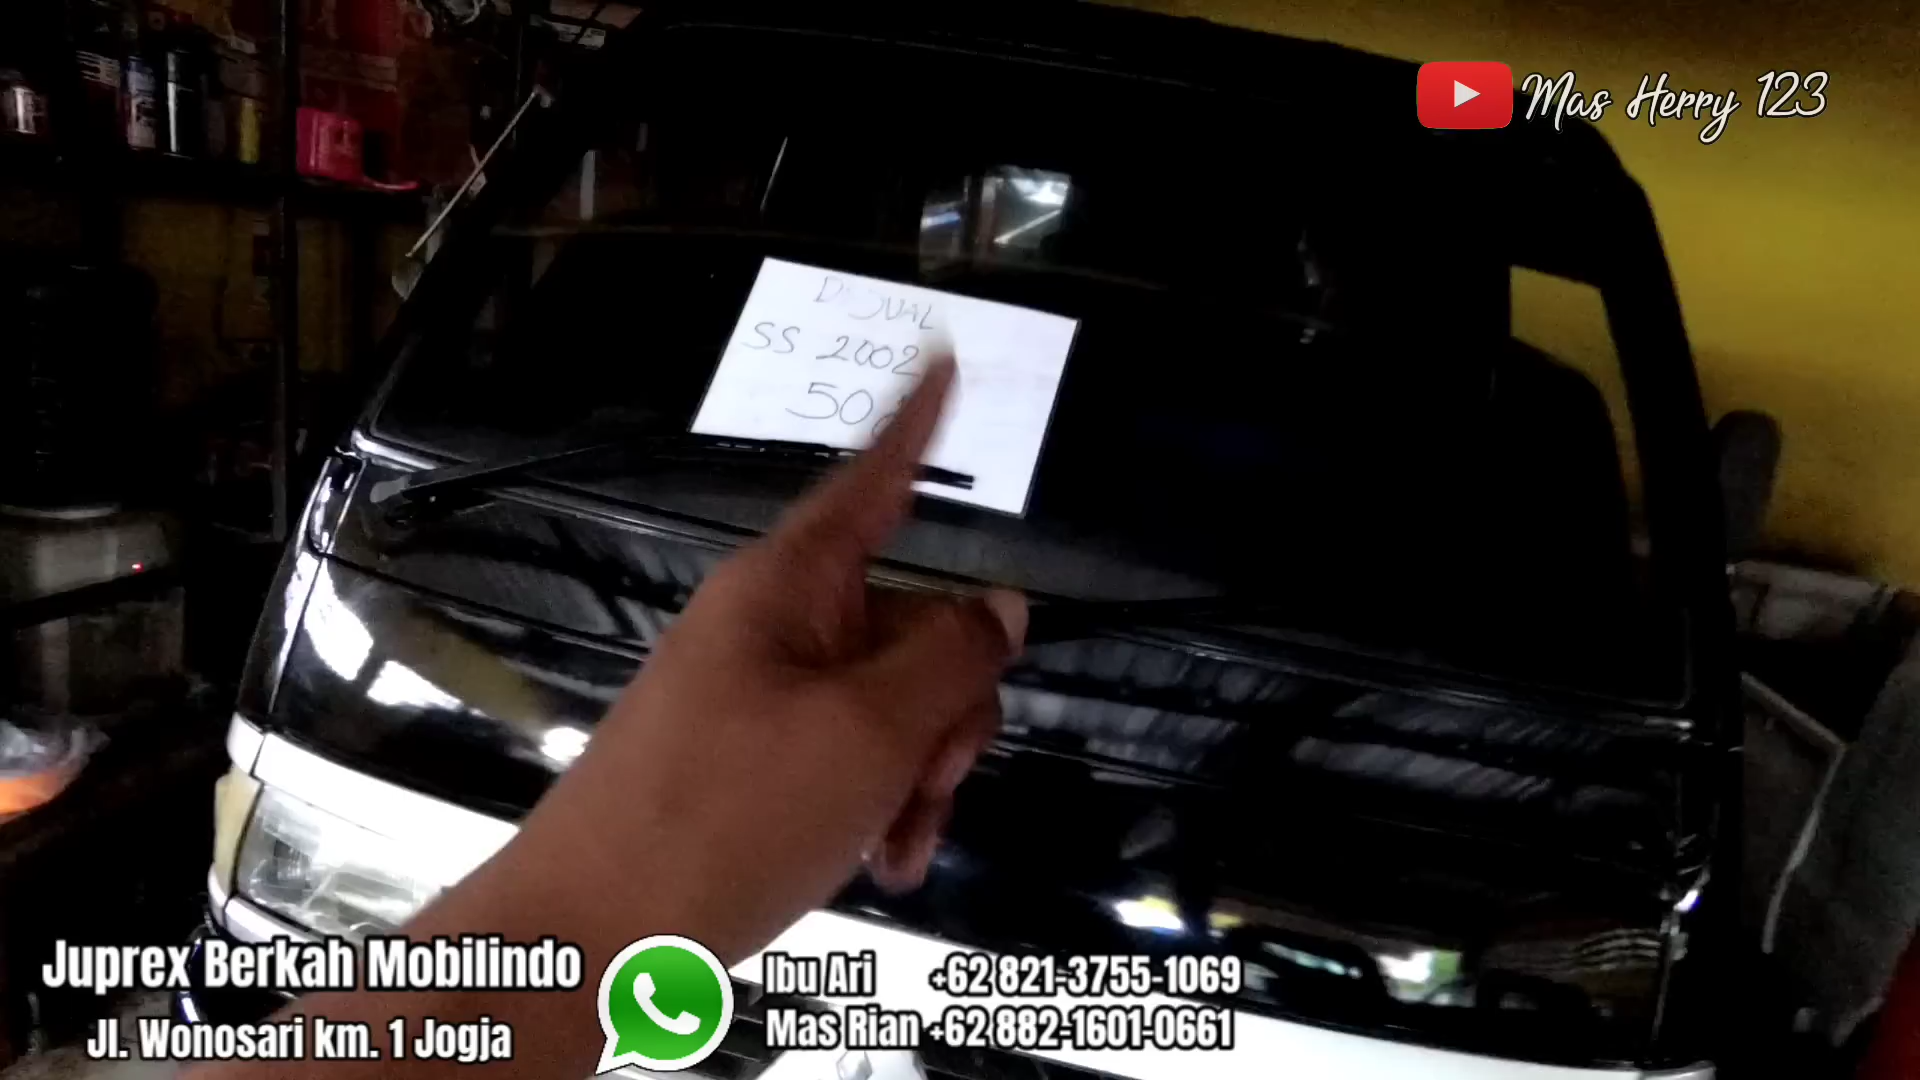 Mas Herry 123
DiJUAL
SS 2002
50
Juprex Berkah Mobilindo
Jl. Wonosari km. 1 Jogja
Ibu Ari +62 821-3755-1069
Mas Rian +62 882-1601-0661